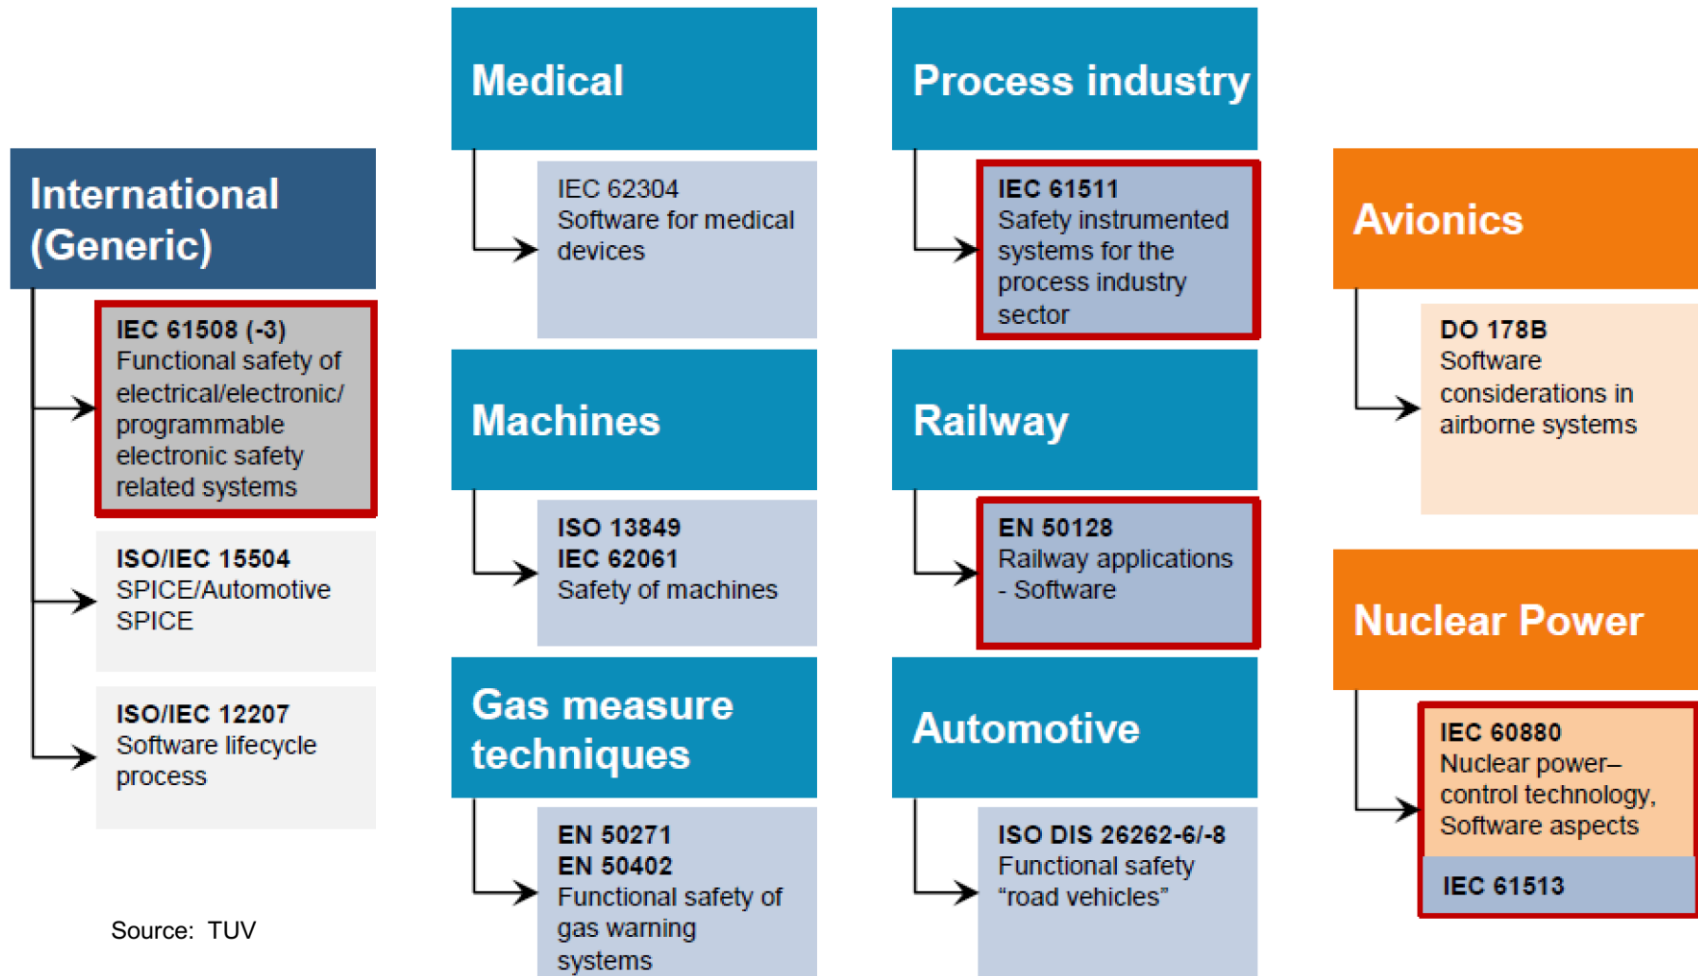 International
(Generic)
IEC 61508 (-3)
Functional safety of
electrical/electronic/
programmable
electronic safety
related systems
ISO/IEC 15504
SPICE/Automotive
SPICE
ISO/IEC 12207
Software lifecycle
process
Source: TUV
Medical
IEC 62304
Software for medical
devices
Machines
ISO 13849
IEC 62061
Safety of machines
Gas measure
techniques
EN 50271
EN 50402
Functional safety of
gas warning
systems
Process industry
IEC 61511
Safety instrumented
systems for the
process industry
sector
Railway
EN 50128
Railway applications
- Software
Automotive
ISO DIS 26262-6/-8
Functional safety
“road vehicles”
Avionics
DO 178B
Software
considerations in
airborne systems
Nuclear Power
IEC 60880
Nuclear power–
control technology,
Software aspects
IEC 61513